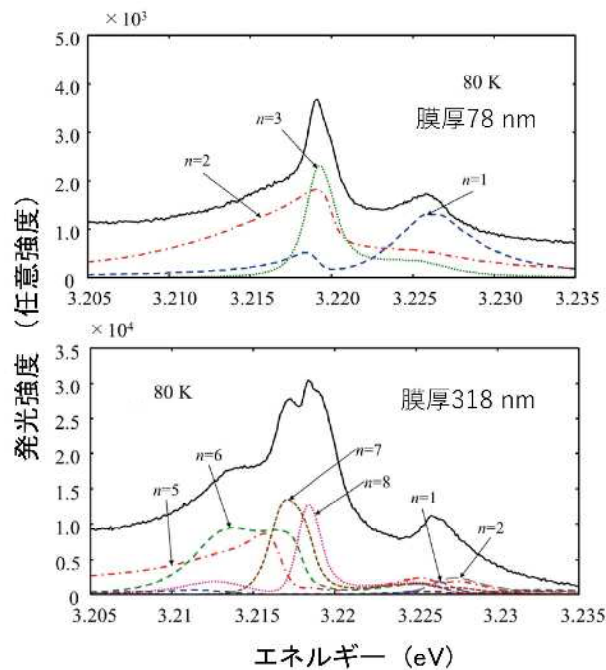 × 10³
5.0
4.0
3.0
2.0
1.0
0
80 K
膜厚78 nm
n=3
n=2
n=1
3.205 3.210 3.215 3.220 3.225 3.230 3.235
× 10⁴
3.5
3.0
2.5
2.0
1.5
1.0
0.5
0
80 K
膜厚318 nm
n=7
n=6
n=8
n=5
n=1
n=2
3.205 3.21 3.215 3.22 3.225 3.23 3.235
発光強度 (任意強度)
エネルギー (eV)